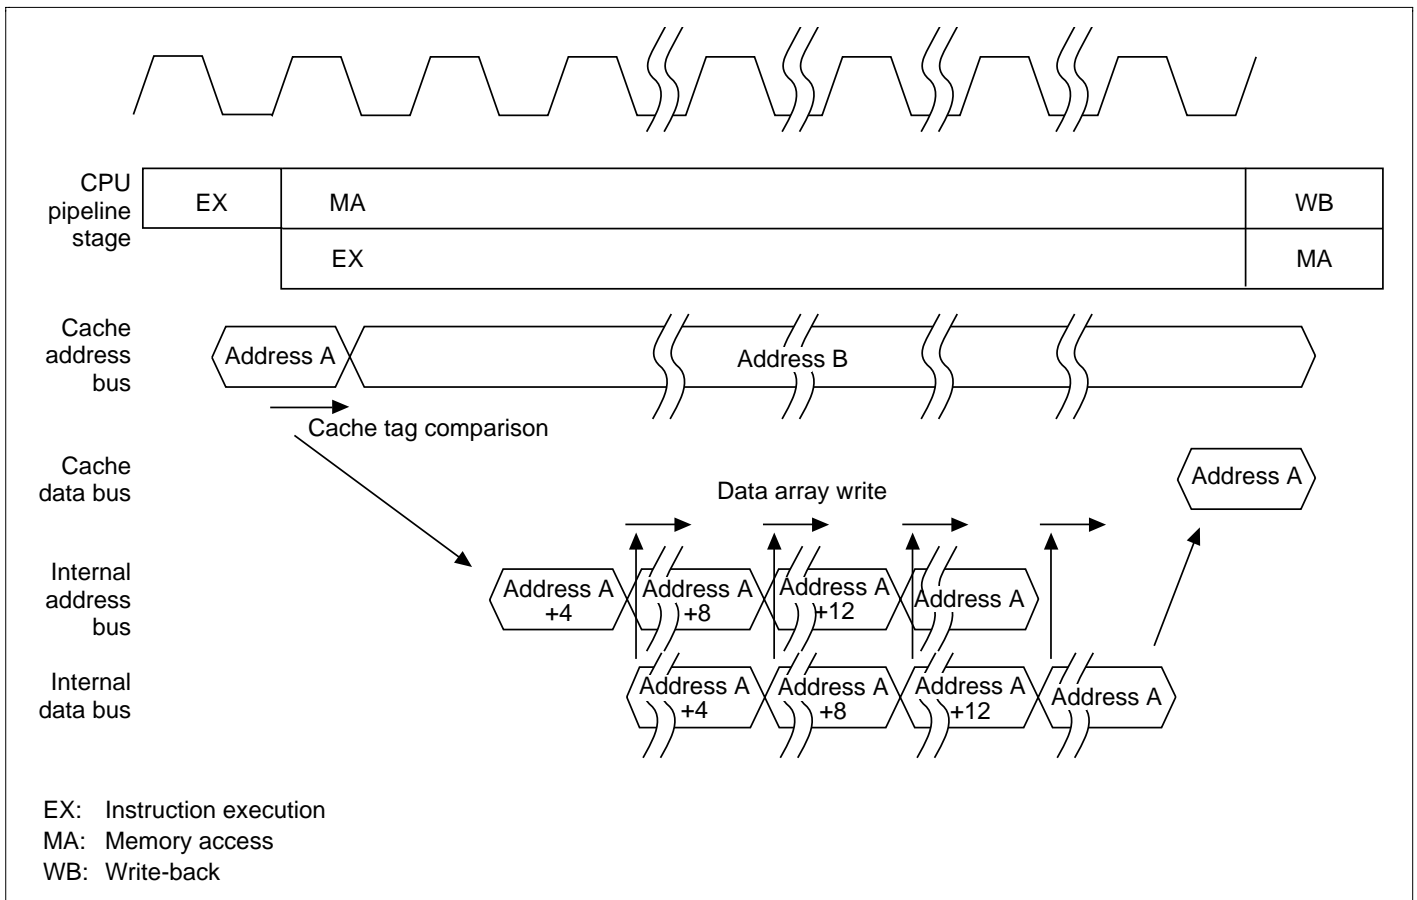 CPU
pipeline
stage
EX
MA
WB
EX
MA
Cache
address
bus
Address A
Address B
Cache tag comparison
Cache
data bus
Address A
Data array write
Internal
address
bus
Address A
+4
Address A
+8
Address A
+12
Address A
Internal
data bus
Address A
+4
Address A
+8
Address A
+12
Address A
EX: Instruction execution
MA: Memory access
WB: Write-back